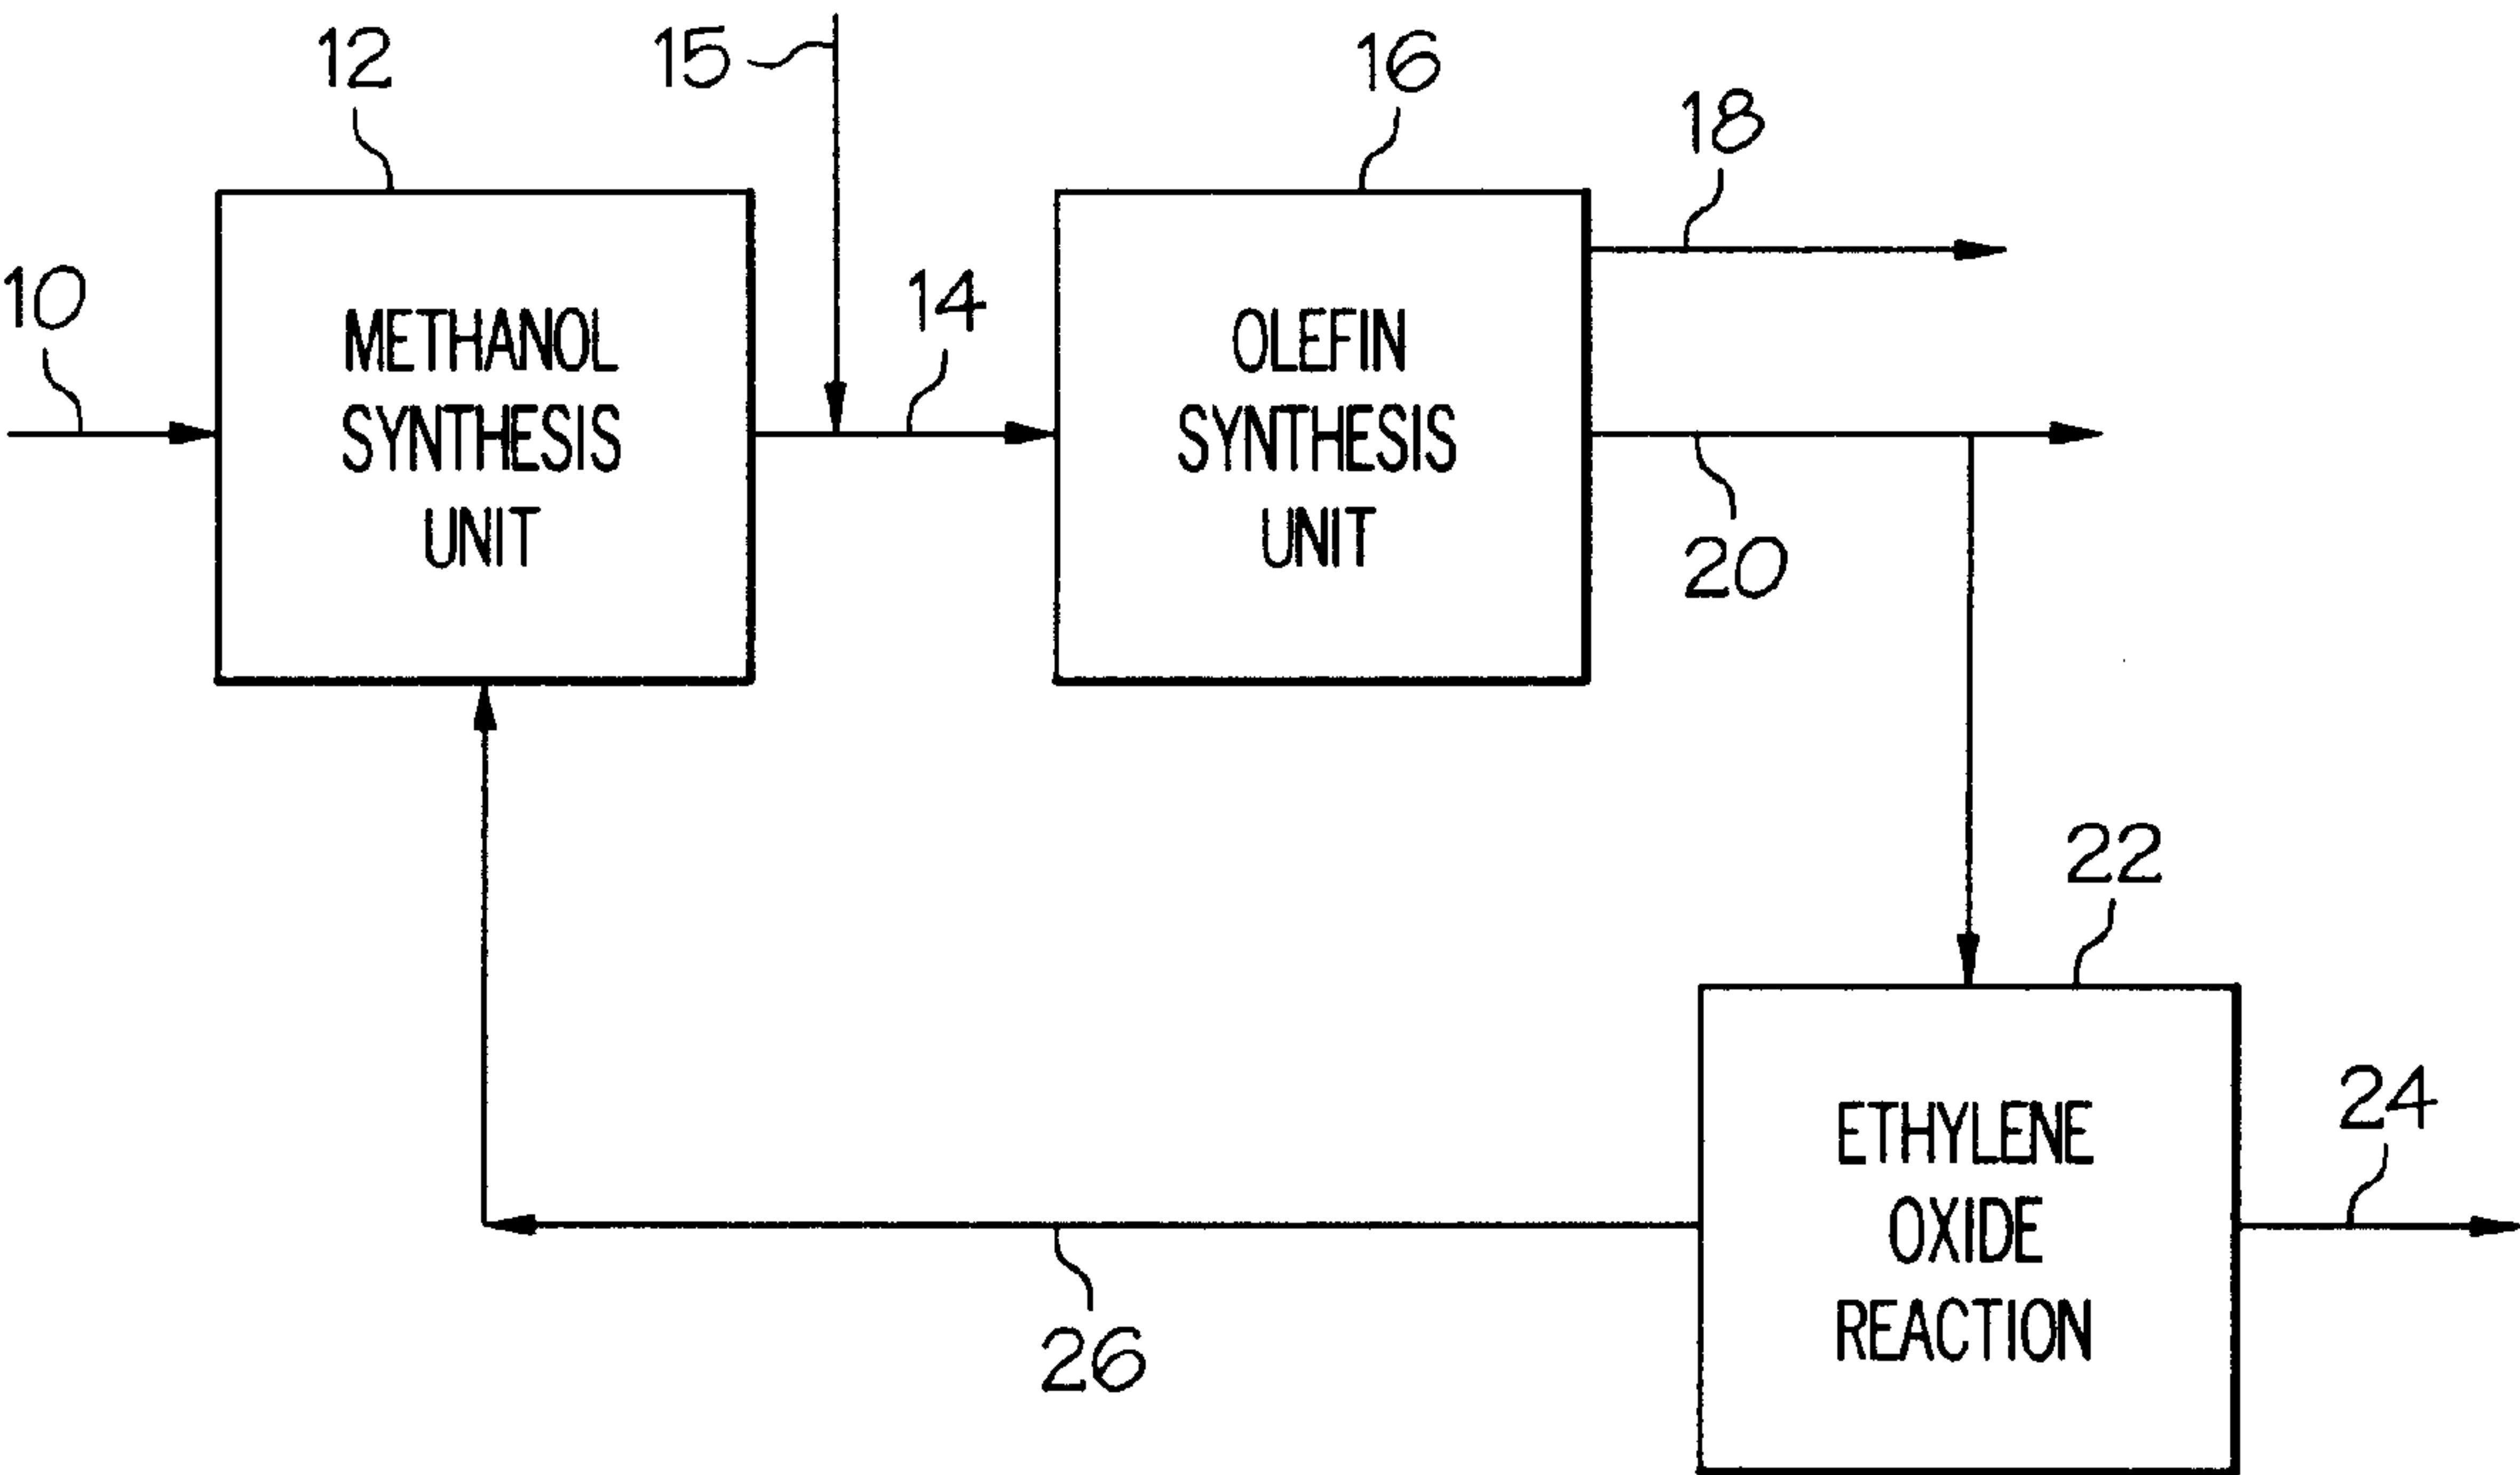 12
15
16
18
10
14
METHANOL
SYNTHESIS
UNIT
OLEFIN
SYNTHESIS
UNIT
20
22
24
ETHYLENE
OXIDE
REACTION
26